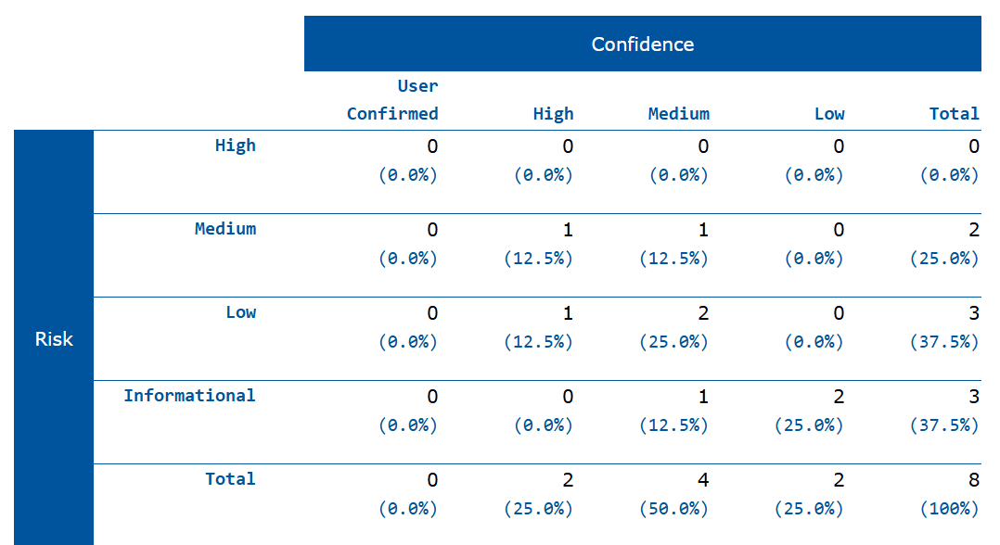 Confidence
User
Confirmed High Medium Low Total
High 0 0 0 0 0
(0.0%) (0.0%) (0.0%) (0.0%) (0.0%)
Medium 0 1 1 0 2
(0.0%) (12.5%) (12.5%) (0.0%) (25.0%)
Low 0 1 2 0 3
Risk (0.0%) (12.5%) (25.0%) (0.0%) (37.5%)
Informational 0 0 1 2 3
(0.0%) (0.0%) (12.5%) (25.0%) (37.5%)
Total 0 2 4 2 8
(0.0%) (25.0%) (50.0%) (25.0%) (100%)